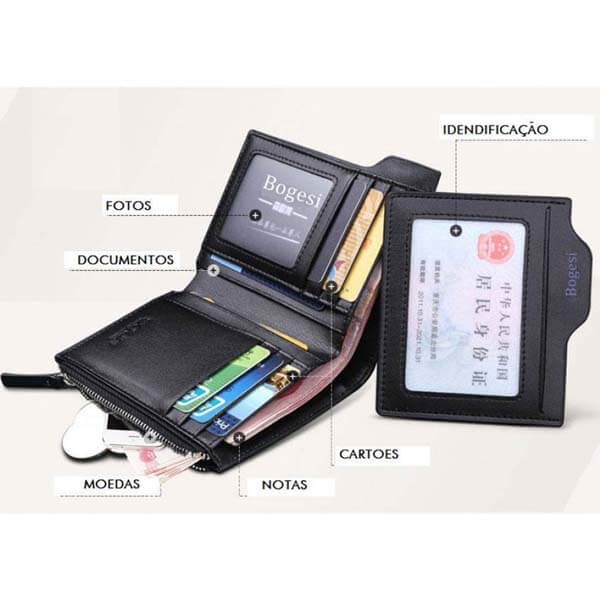 IDENDIFICAÇÃO
FOTOS
Bogesi
DOCUMENTOS
Bogesi
中华人民共和国
居民身份证
CARTOES
MOEDAS
NOTAS